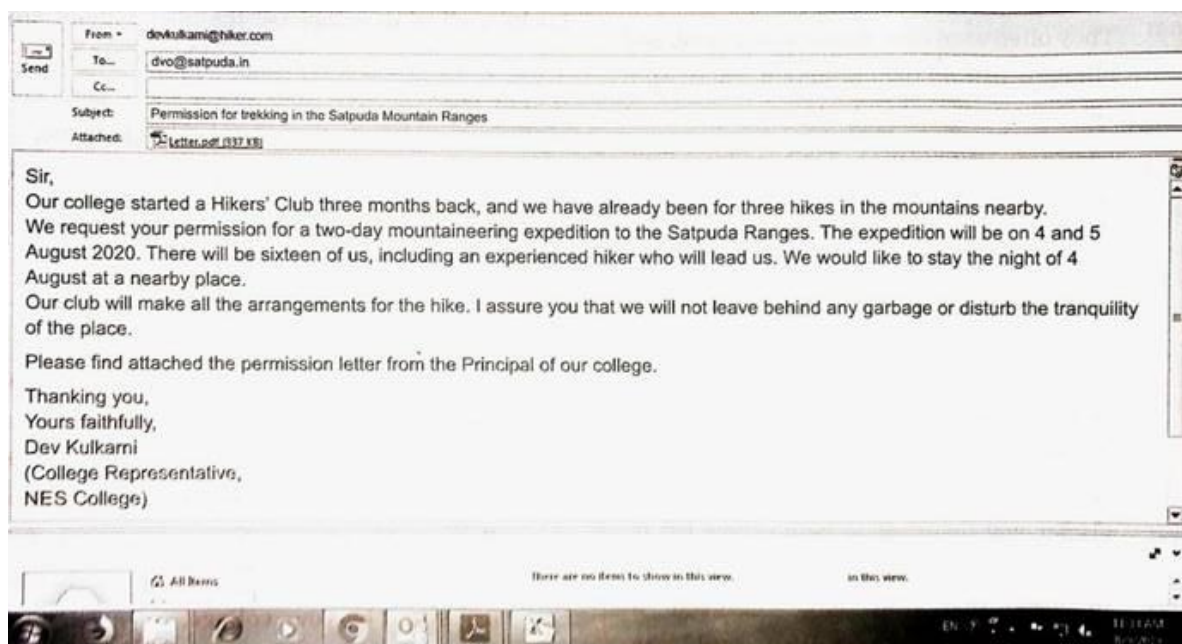 From
devkulkarni@hiker.com
Send
To...
dvo@satpuda.in
Cc...
Subject:
Permission for trekking in the Satpuda Mountain Ranges
Attached:
Letter.pdf (337 KB)
Sir,
Our college started a Hikers' Club three months back, and we have already been for three hikes in the mountains nearby.
We request your permission for a two-day mountaineering expedition to the Satpuda Ranges. The expedition will be on 4 and 5
August 2020. There will be sixteen of us, including an experienced hiker who will lead us. We would like to stay the night of 4
August at a nearby place.
Our club will make all the arrangements for the hike. I assure you that we will not leave behind any garbage or disturb the tranquility
of the place.
Please find attached the permission letter from the Principal of our college.
Thanking you,
Yours faithfully,
Dev Kulkarni
(College Representative,
NES College)
All Items
There are no items to show in this view.
in this view.
EN